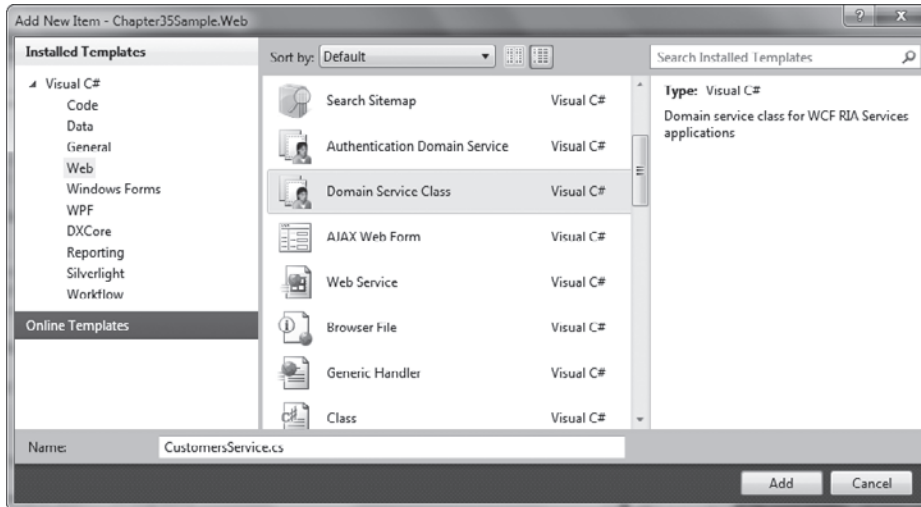 Add New Item - Chapter35Sample.Web
Installed Templates
Visual C#
Code
Data
General
Web
Windows Forms
WPF
DXCore
Reporting
Silverlight
Workflow
Online Templates
Sort by: Default
Search Sitemap Visual C#
Authentication Domain Service Visual C#
Domain Service Class Visual C#
AJAX Web Form Visual C#
Web Service Visual C#
Browser File Visual C#
Generic Handler Visual C#
Class Visual C#
Search Installed Templates
Type: Visual C#
Domain service class for WCF RIA Services
applications
Name: CustomersService.cs
Add Cancel